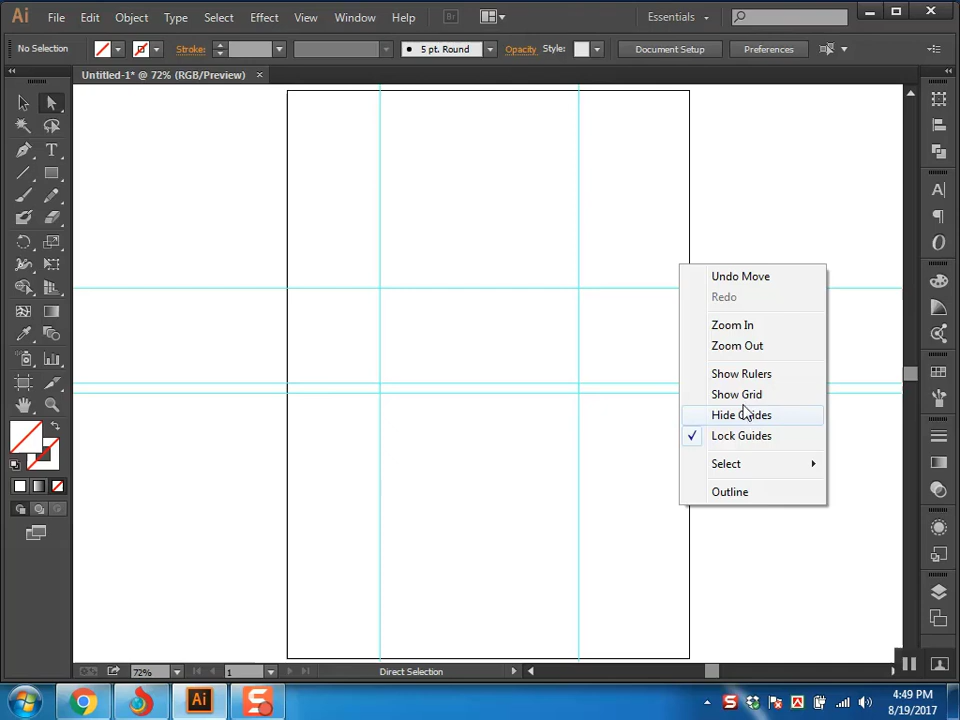 Ai File Edit Object Type Select Effect View Window Help Br Essentials
No Selection Stroke: 5 pt. Round Opacity Style: Document Setup Preferences
Untitled-1* @ 72% (RGB/Preview) ×
Undo Move
Redo
Zoom In
Zoom Out
Show Rulers
Show Grid
Hide Guides
Lock Guides
Select
Outline
72% 1 Direct Selection
4:49 PM
8/19/2017